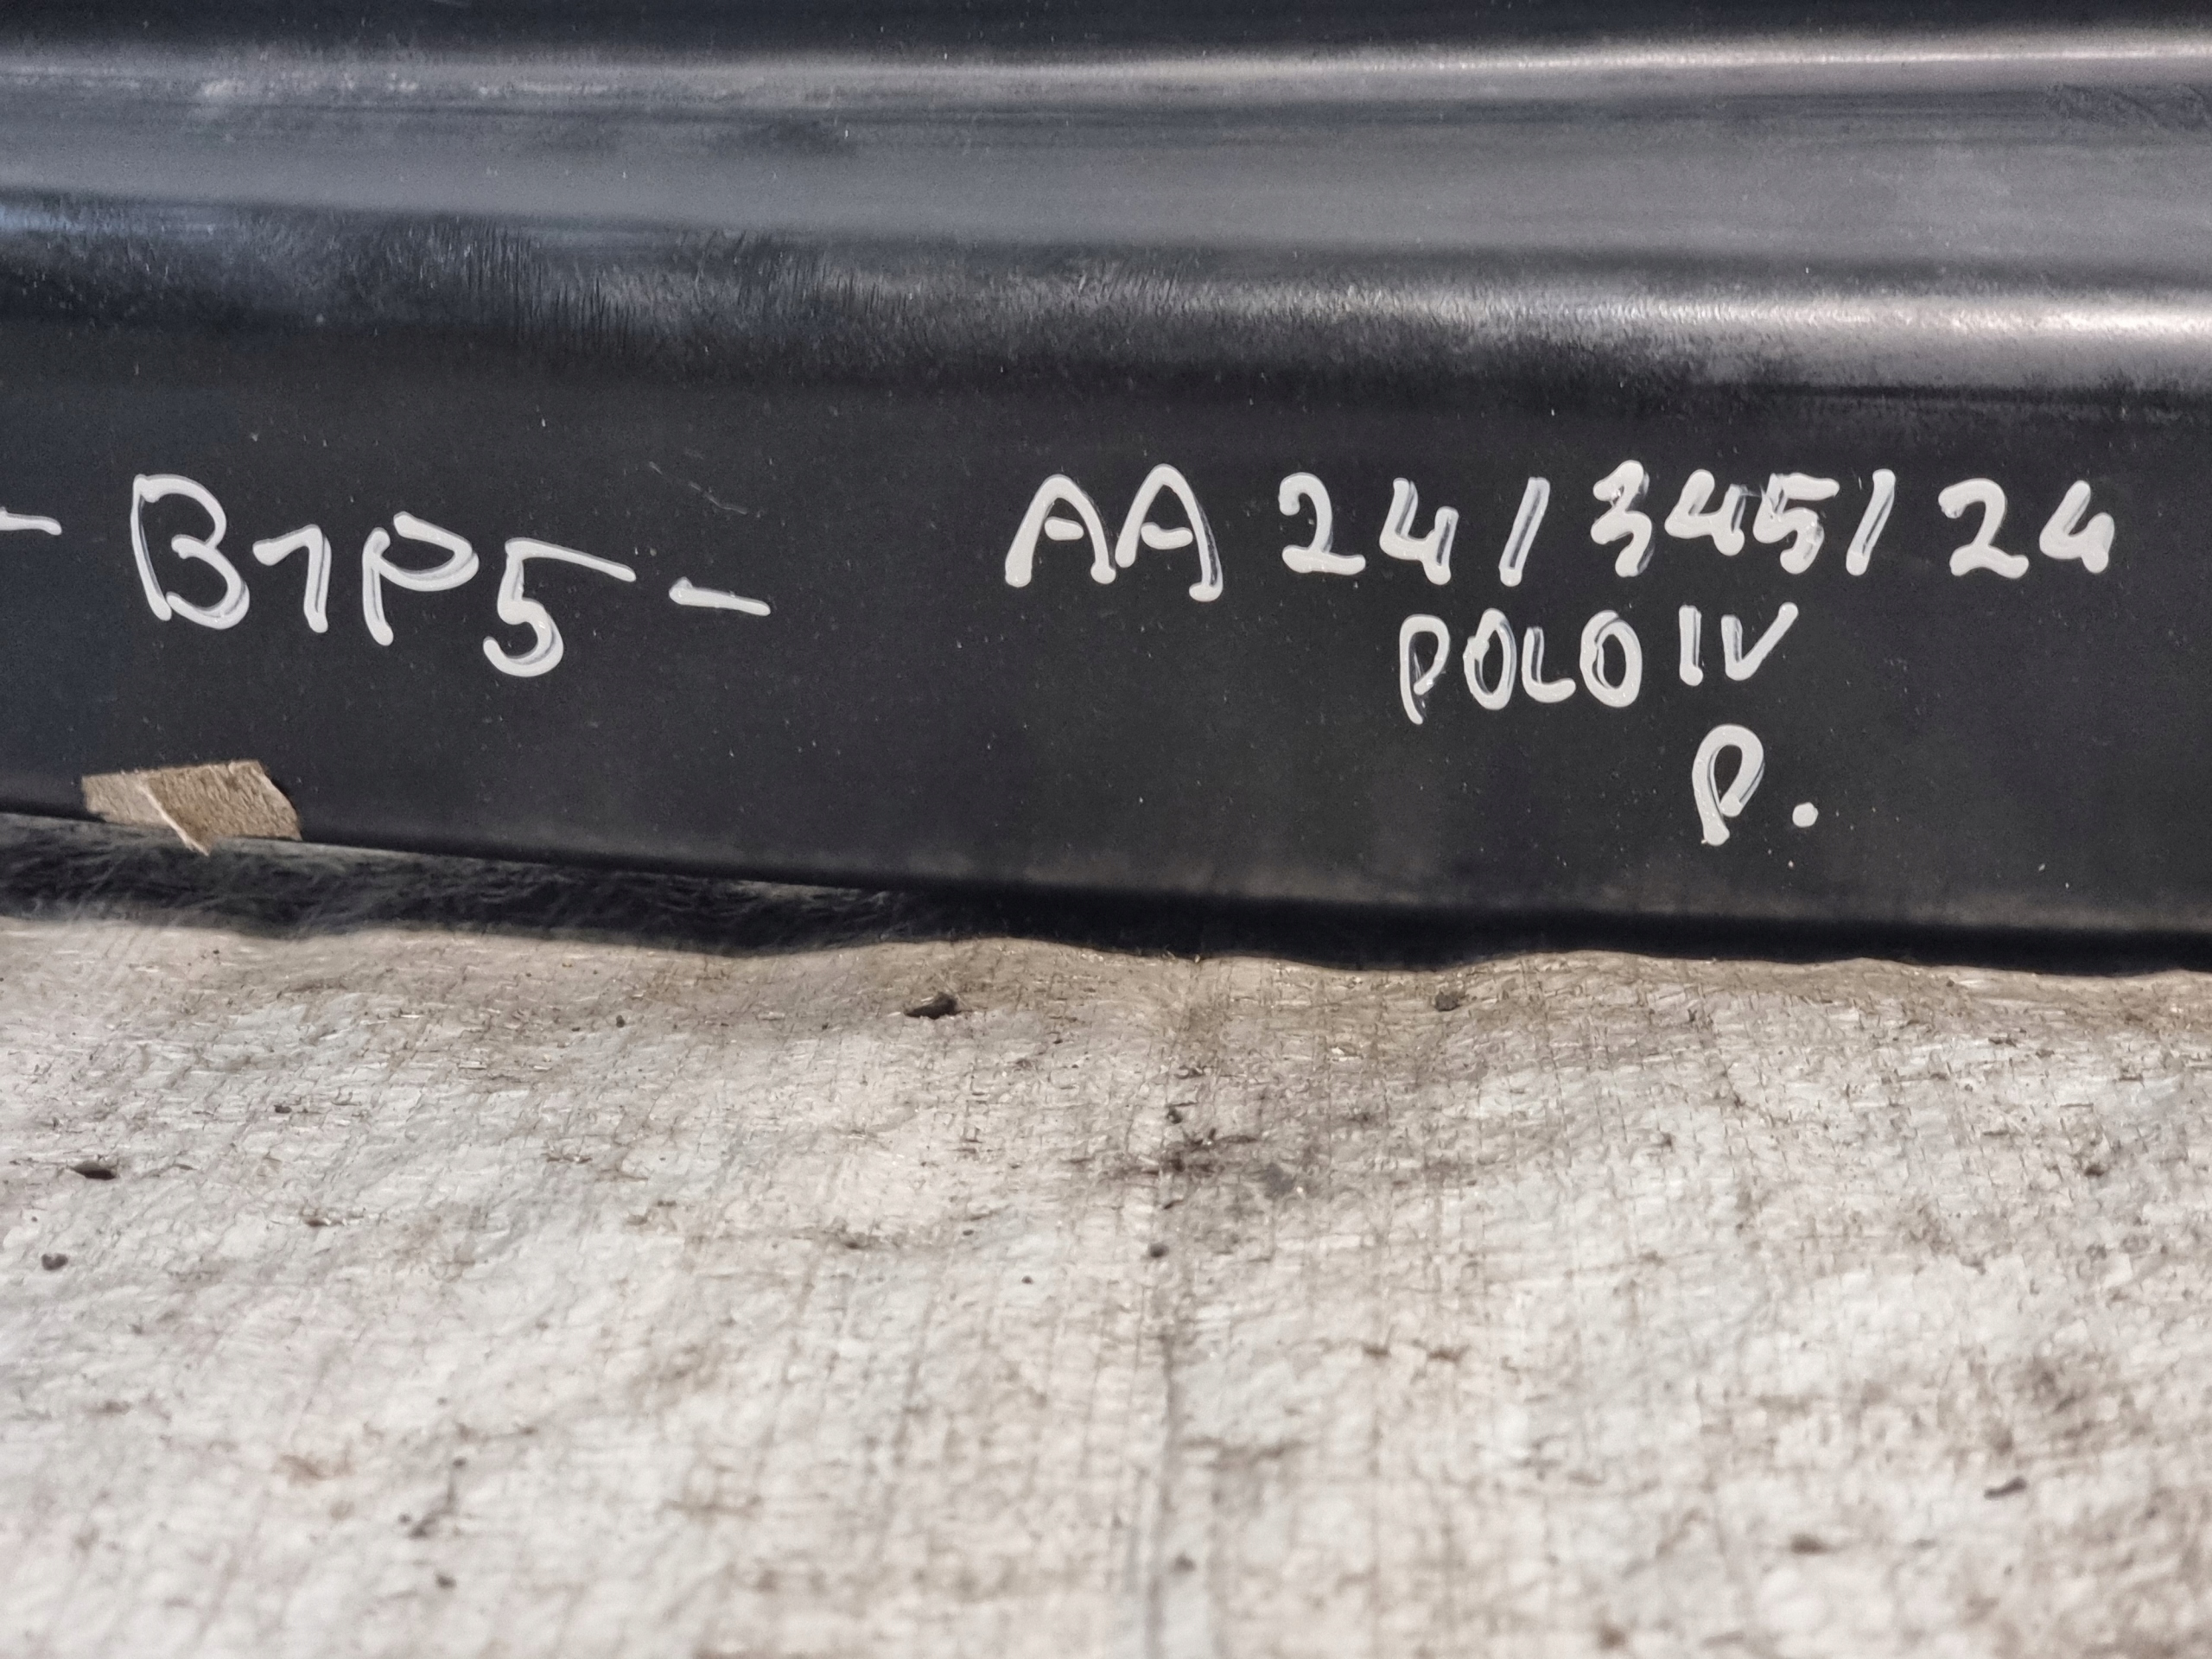 - B1P5 - AA 24/345/24
POLO IV
P.